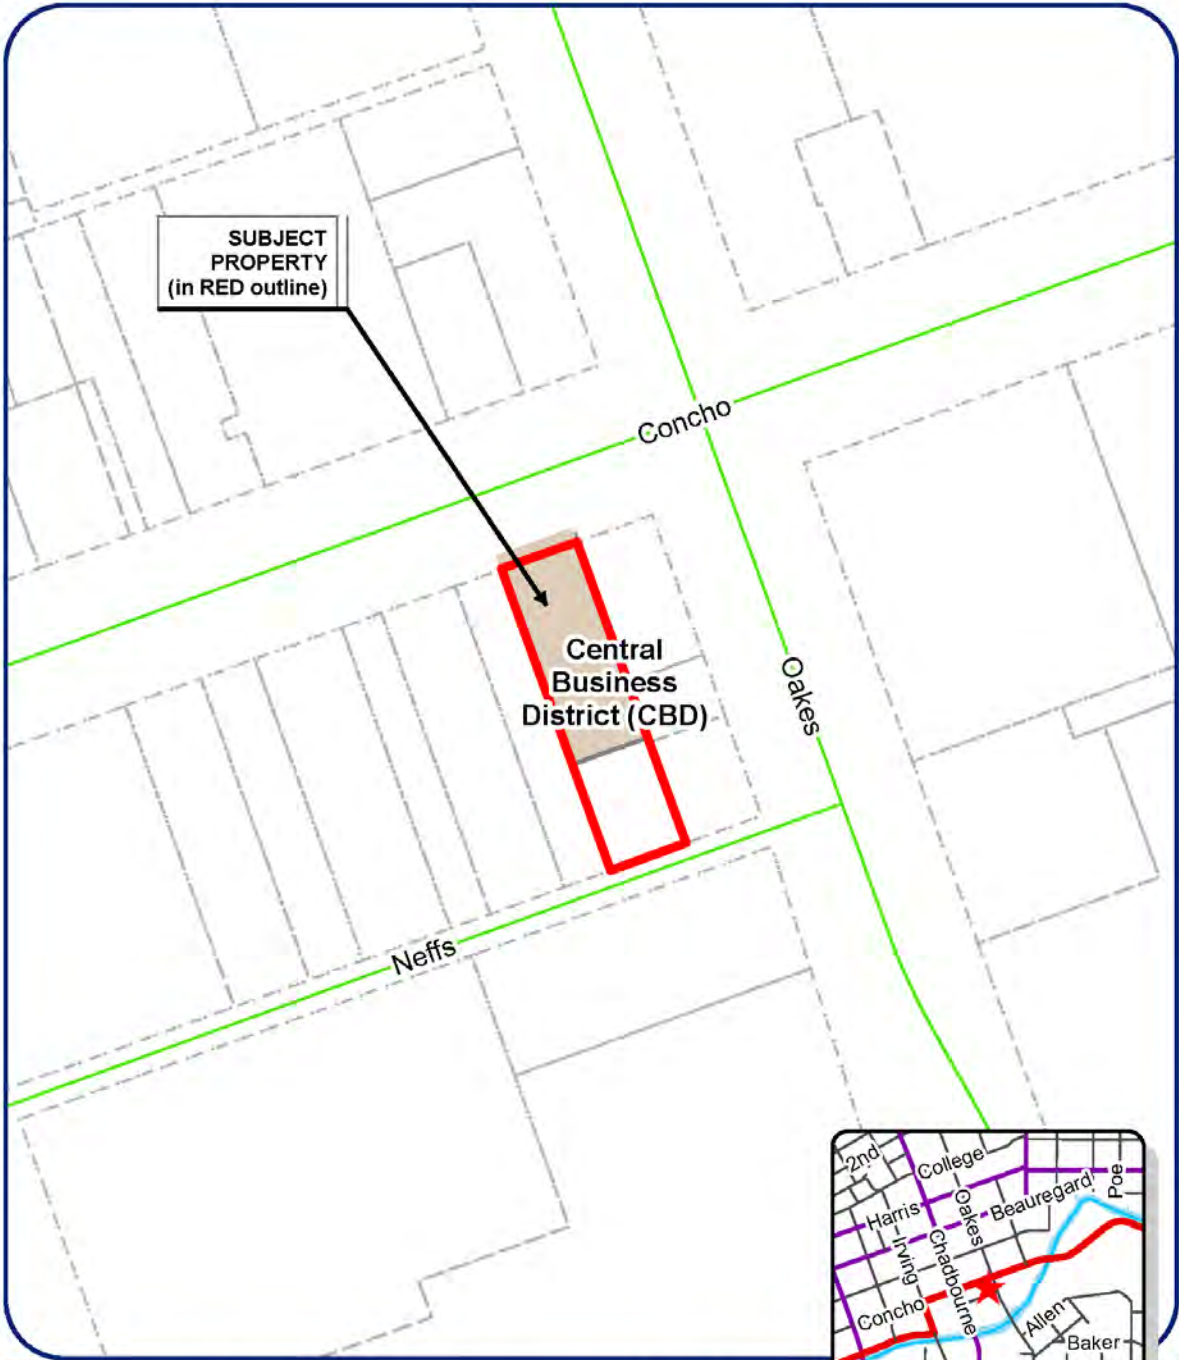 SUBJECT
PROPERTY
(in RED outline)
Concho
Central
Business
District (CBD)
Oakes
Neffs
2nd
College
Poe
Harris
Oakes
Beauregard
Irving
Chadbourne
Concho
Allen
Baker